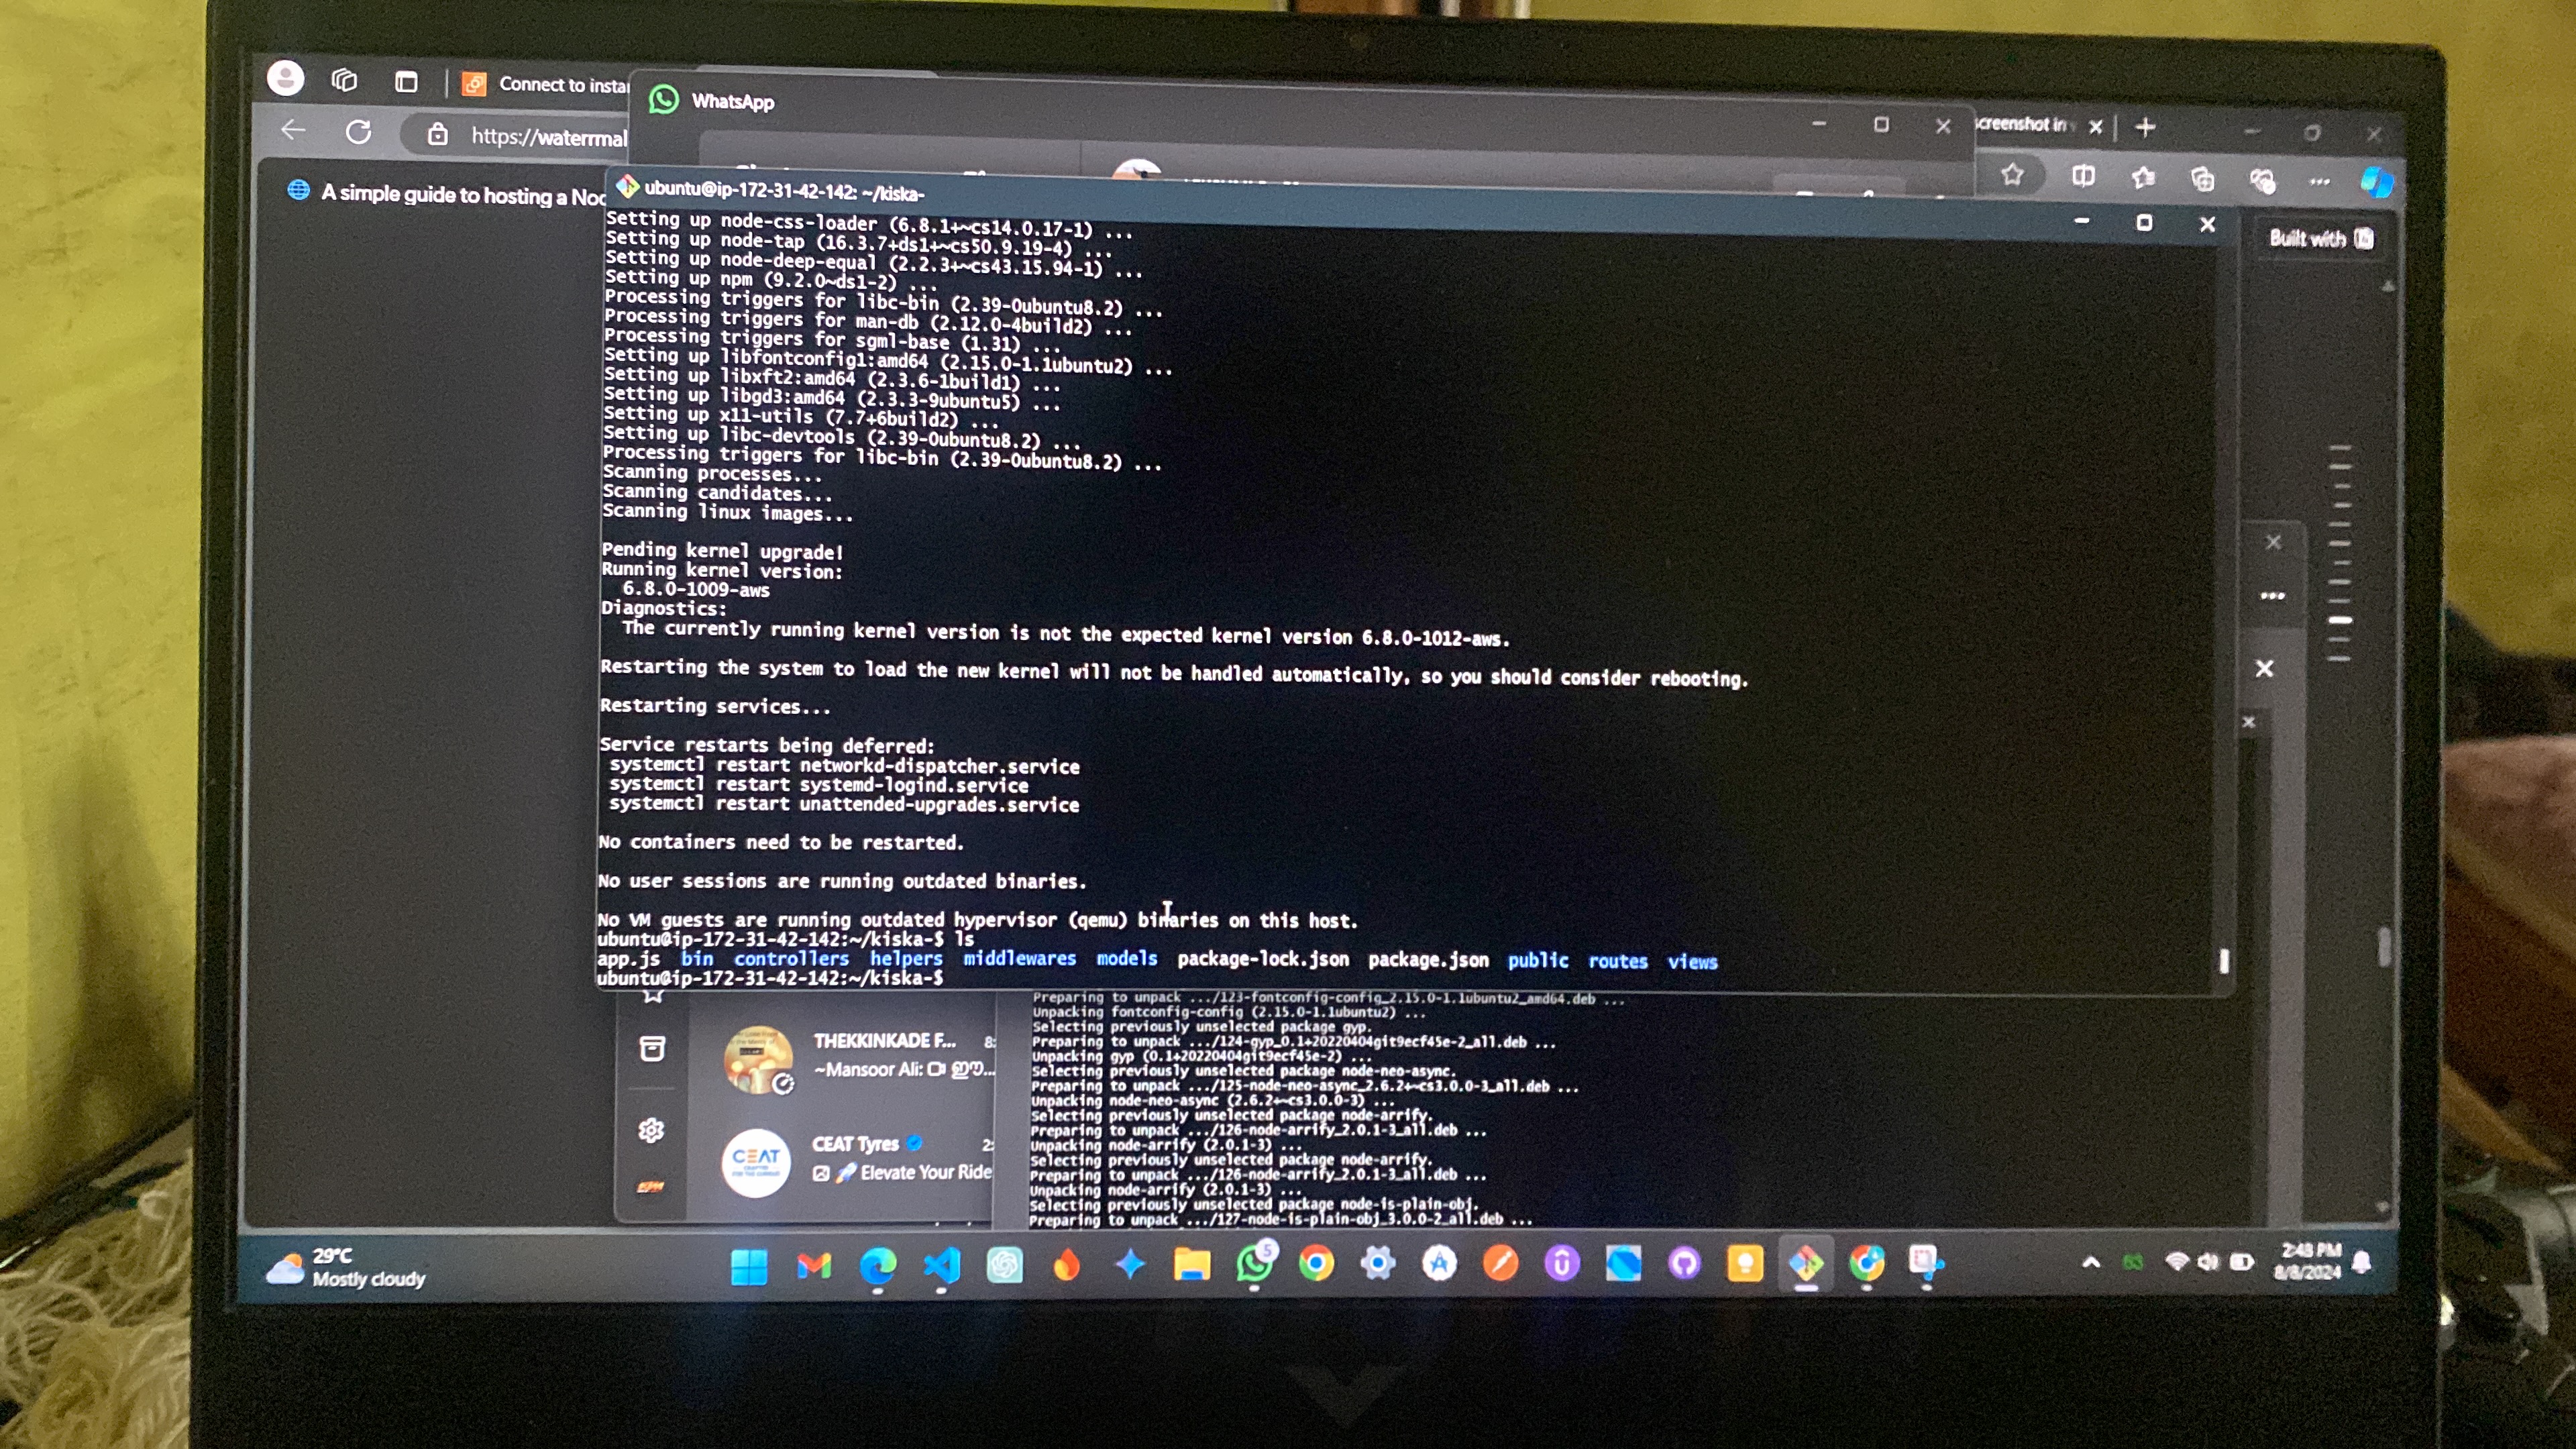 Connect to insta
WhatsApp
creenshot in
https://waterrmal
A simple guide to hosting a Noc
Built with
ubuntu@ip-172-31-42-142: ~/kiska-
Setting up node-css-loader (6.8.1+~cs14.0.17-1) ...
Setting up node-tap (16.3.7+ds1+~cs50.9.19-4) ...
Setting up node-deep-equal (2.2.3+~cs43.15.94-1) ...
Setting up npm (9.2.0~ds1-2) ...
Processing triggers for libc-bin (2.39-0ubuntu8.2) ...
Processing triggers for man-db (2.12.0-4build2) ...
Processing triggers for sgml-base (1.31) ...
Setting up libfontconfig1:amd64 (2.15.0-1.1ubuntu2) ...
Setting up libxft2:amd64 (2.3.6-1build1) ...
Setting up libgd3:amd64 (2.3.3-9ubuntu5) ...
Setting up x11-utils (7.7+6build2) ...
Setting up libc-devtools (2.39-0ubuntu8.2) ...
Processing triggers for libc-bin (2.39-0ubuntu8.2) ...
Scanning processes...
Scanning candidates...
Scanning linux images...
Pending kernel upgrade!
Running kernel version:
6.8.0-1009-aws
Diagnostics:
The currently running kernel version is not the expected kernel version 6.8.0-1012-aws.
Restarting the system to load the new kernel will not be handled automatically, so you should consider rebooting.
Restarting services...
Service restarts being deferred:
systemctl restart networkd-dispatcher.service
systemctl restart systemd-logind.service
systemctl restart unattended-upgrades.service
No containers need to be restarted.
No user sessions are running outdated binaries.
No VM guests are running outdated hypervisor (qemu) binaries on this host.
ubuntu@ip-172-31-42-142:~/kiska-$ ls
app.js bin controllers helpers middlewares models package-lock.json package.json public routes views
ubuntu@ip-172-31-42-142:~/kiska-$
THEKKINKADE F... 8:
~Mansoor Ali: ഈ...
CEAT Tyres 2:
CEAT
🚀 Elevate Your Ride
Preparing to unpack .../123-fontconfig-config_2.15.0-1.1ubuntu2_amd64.deb ...
Unpacking fontconfig-config (2.15.0-1.1ubuntu2) ...
Selecting previously unselected package gyp.
Preparing to unpack .../124-gyp_0.1+20220404git9ecf45e-2_all.deb ...
Unpacking gyp (0.1+20220404git9ecf45e-2) ...
Selecting previously unselected package node-neo-async.
Preparing to unpack .../125-node-neo-async_2.6.2+~cs3.0.0-3_all.deb ...
Unpacking node-neo-async (2.6.2+~cs3.0.0-3) ...
Selecting previously unselected package node-arrify.
Preparing to unpack .../126-node-arrify_2.0.1-3_all.deb ...
Unpacking node-arrify (2.0.1-3) ...
Selecting previously unselected package node-arrify.
Preparing to unpack .../126-node-arrify_2.0.1-3_all.deb ...
Unpacking node-arrify (2.0.1-3) ...
Selecting previously unselected package node-is-plain-obj.
Preparing to unpack .../127-node-is-plain-obj_3.0.0-2_all.deb ...
29°C
Mostly cloudy
5
2:48 PM
8/8/2024